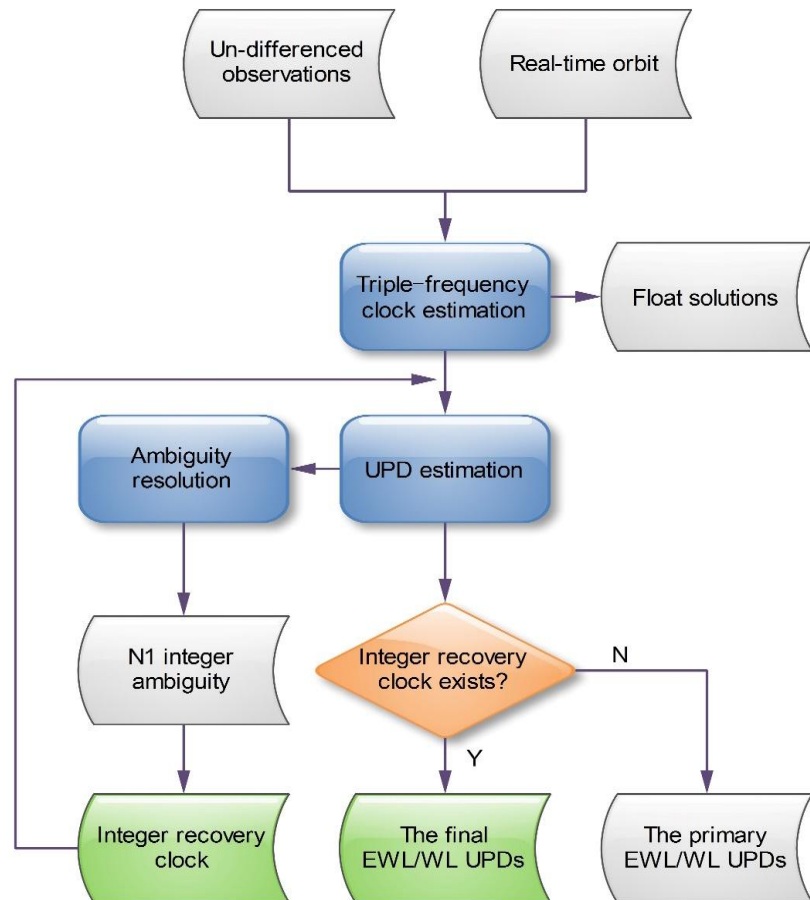 Un-differenced
observations
Real-time orbit
Triple-frequency
clock estimation
Float solutions
Ambiguity
resolution
UPD estimation
N1 integer
ambiguity
Integer recovery
clock exists?
N
Y
Integer recovery
clock
The final
EWL/WL UPDs
The primary
EWL/WL UPDs